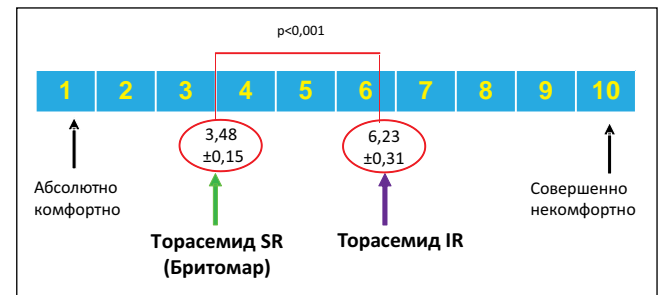 p<0,001
1 2 3 4 5 6 7 8 9 10
3,48
±0,15
6,23
±0,31
Абсолютно
комфортно
Совершенно
некомфортно
Торасемид SR
(Бритомар)
Торасемид IR